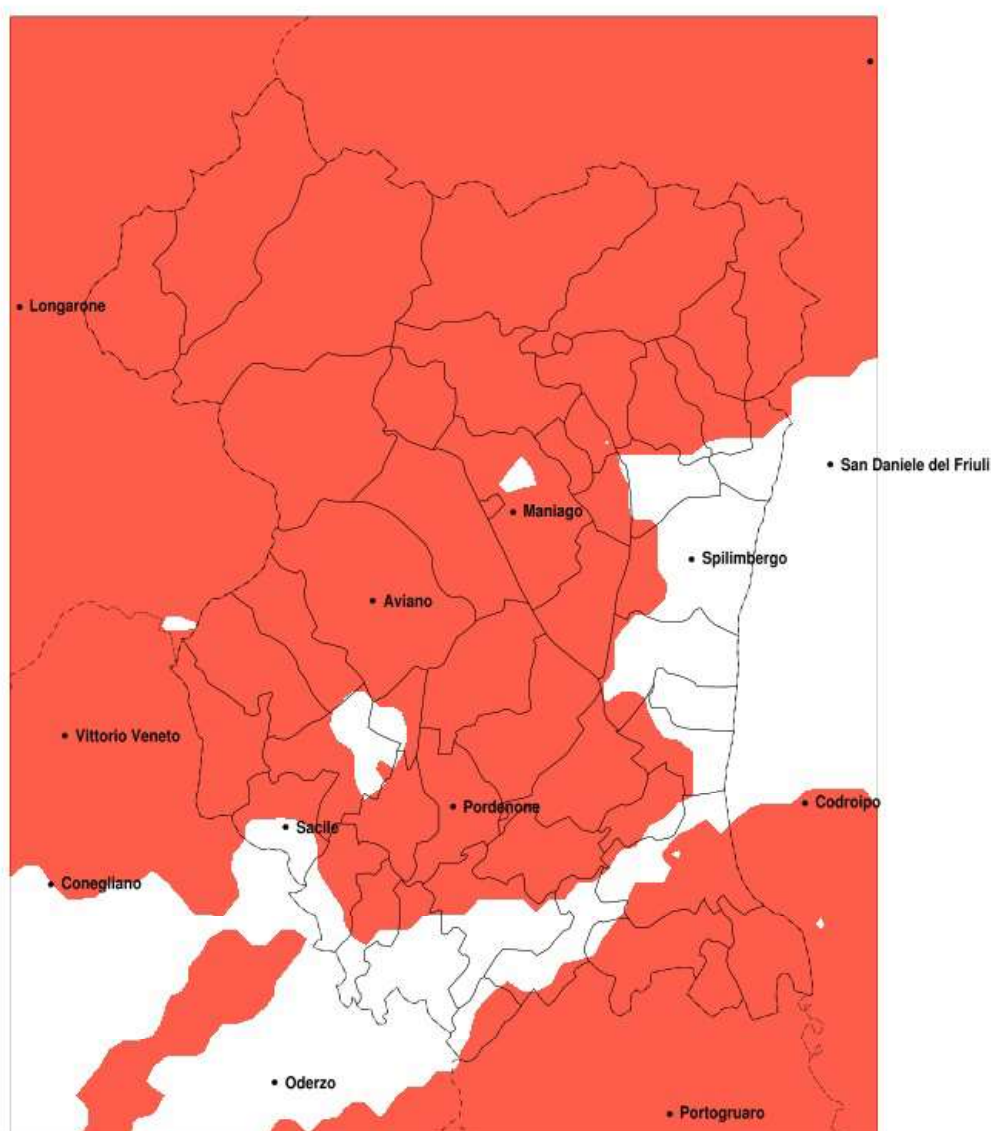 Longarone
San Daniele del Friuli
Maniago
Spilimbergo
Aviano
Vittorio Veneto
Codroipo
Pordenone
Sacile
Conegliano
Oderzo
Portogruaro